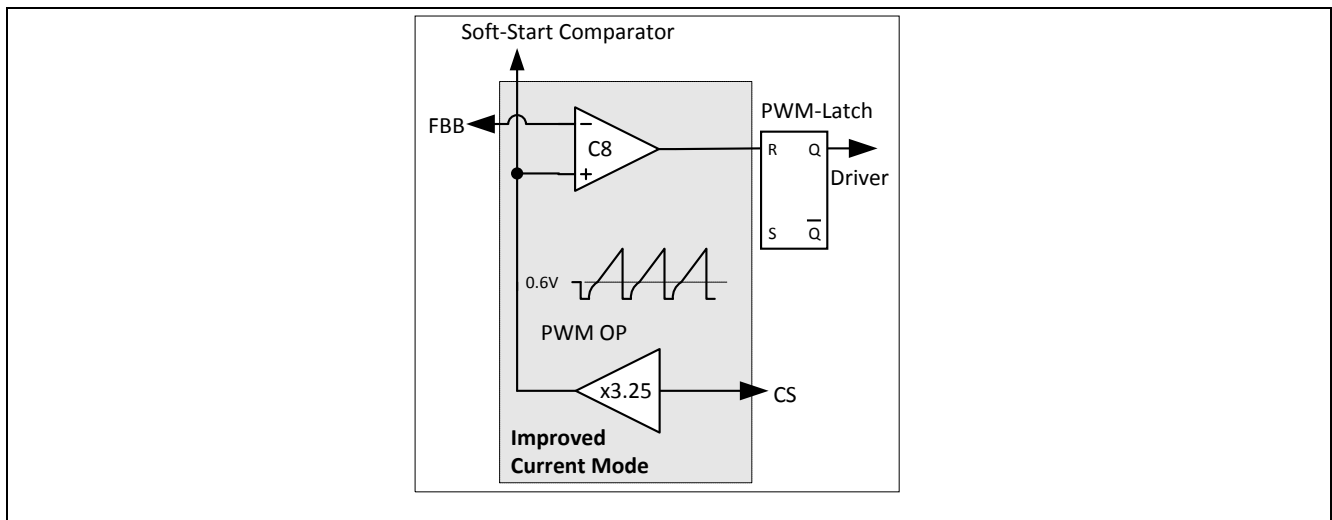 Soft-Start Comparator
FBB
−
C8
+
PWM-Latch
R Q
Driver
S Q̅
0.6V
PWM OP
x3.25
CS
Improved
Current Mode